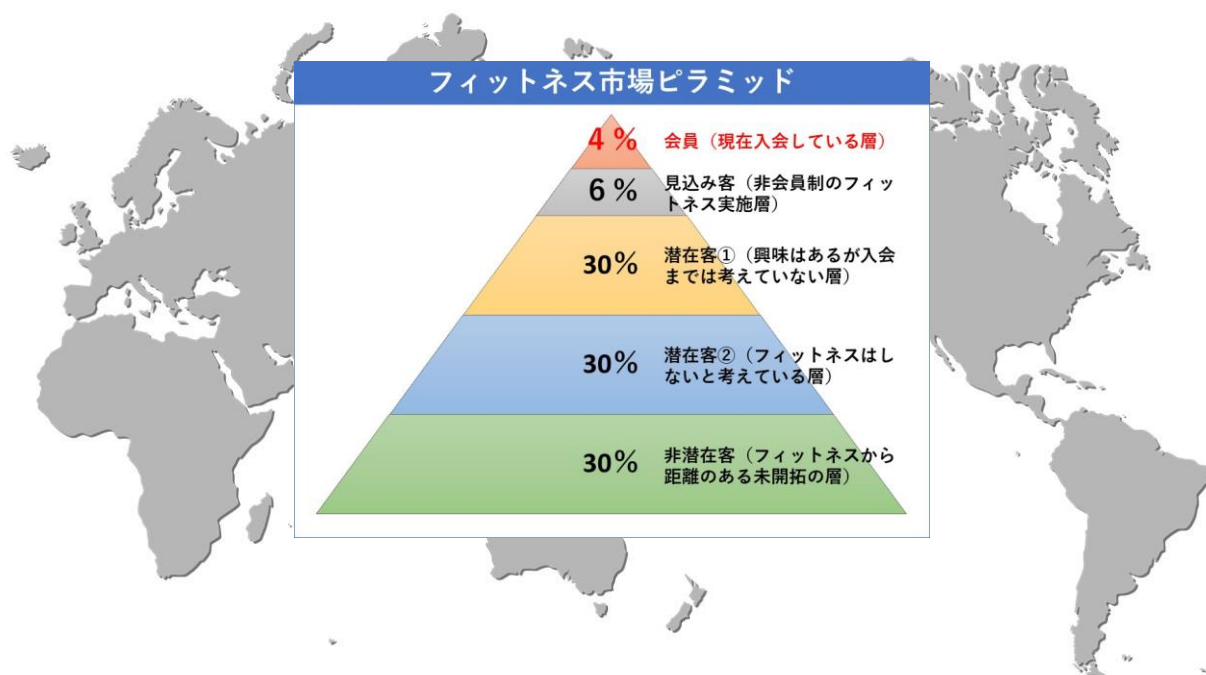 フィットネス市場ピラミッド
4%
会員(現在入会している層)
6%
見込み客(非会員制のフィッ
トネス実施層)
30%
潜在客①(興味はあるが入会
までは考えていない層)
30%
潜在客②(フィットネスはし
ないと考えている層)
30%
非潜在客(フィットネスから
距離のある未開拓の層)